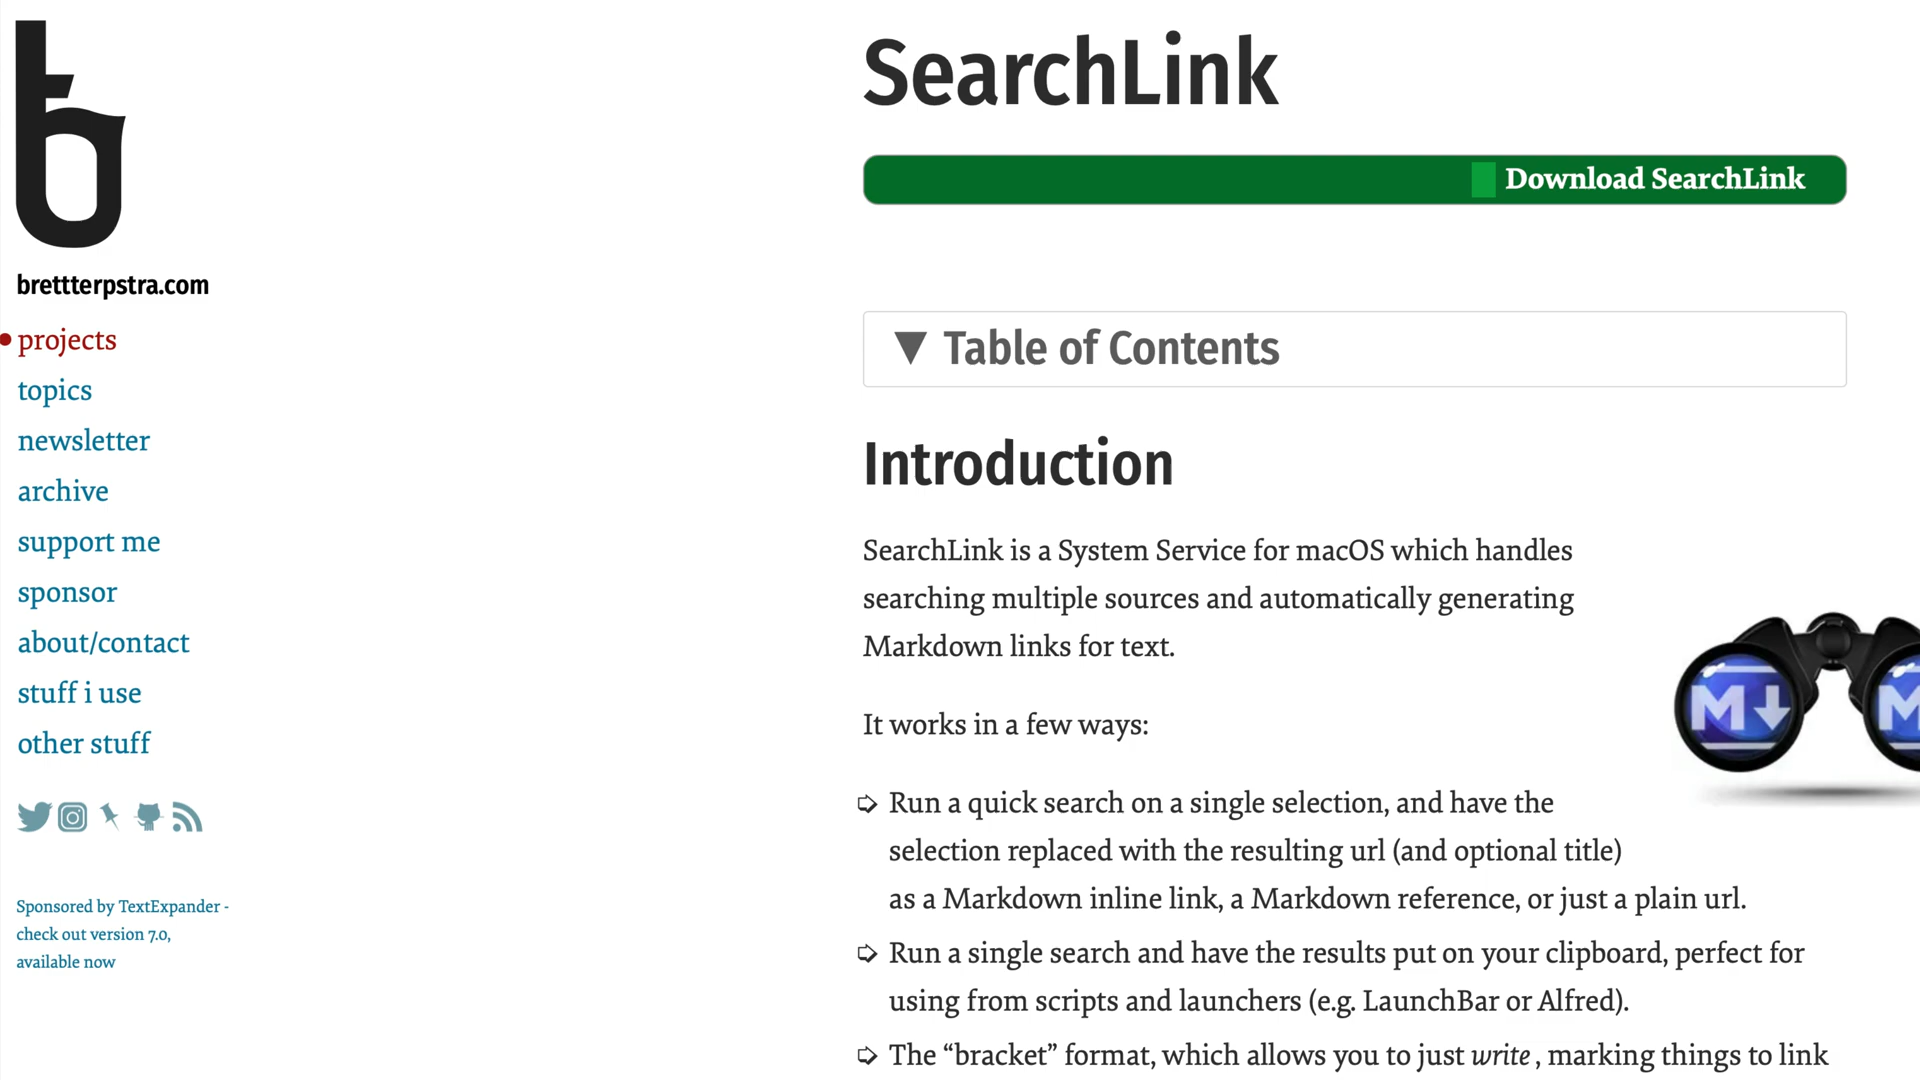 brettterpstra.com
projects
topics
newsletter
archive
support me
sponsor
about/contact
stuff i use
other stuff
Sponsored by TextExpander -
check out version 7.0,
available now
SearchLink
Download SearchLink
▼ Table of Contents
Introduction
SearchLink is a System Service for macOS which handles
searching multiple sources and automatically generating
Markdown links for text.
M↓ M
It works in a few ways:
➩ Run a quick search on a single selection, and have the
selection replaced with the resulting url (and optional title)
as a Markdown inline link, a Markdown reference, or just a plain url.
➩ Run a single search and have the results put on your clipboard, perfect for
using from scripts and launchers (e.g. LaunchBar or Alfred).
➩ The “bracket” format, which allows you to just write, marking things to link